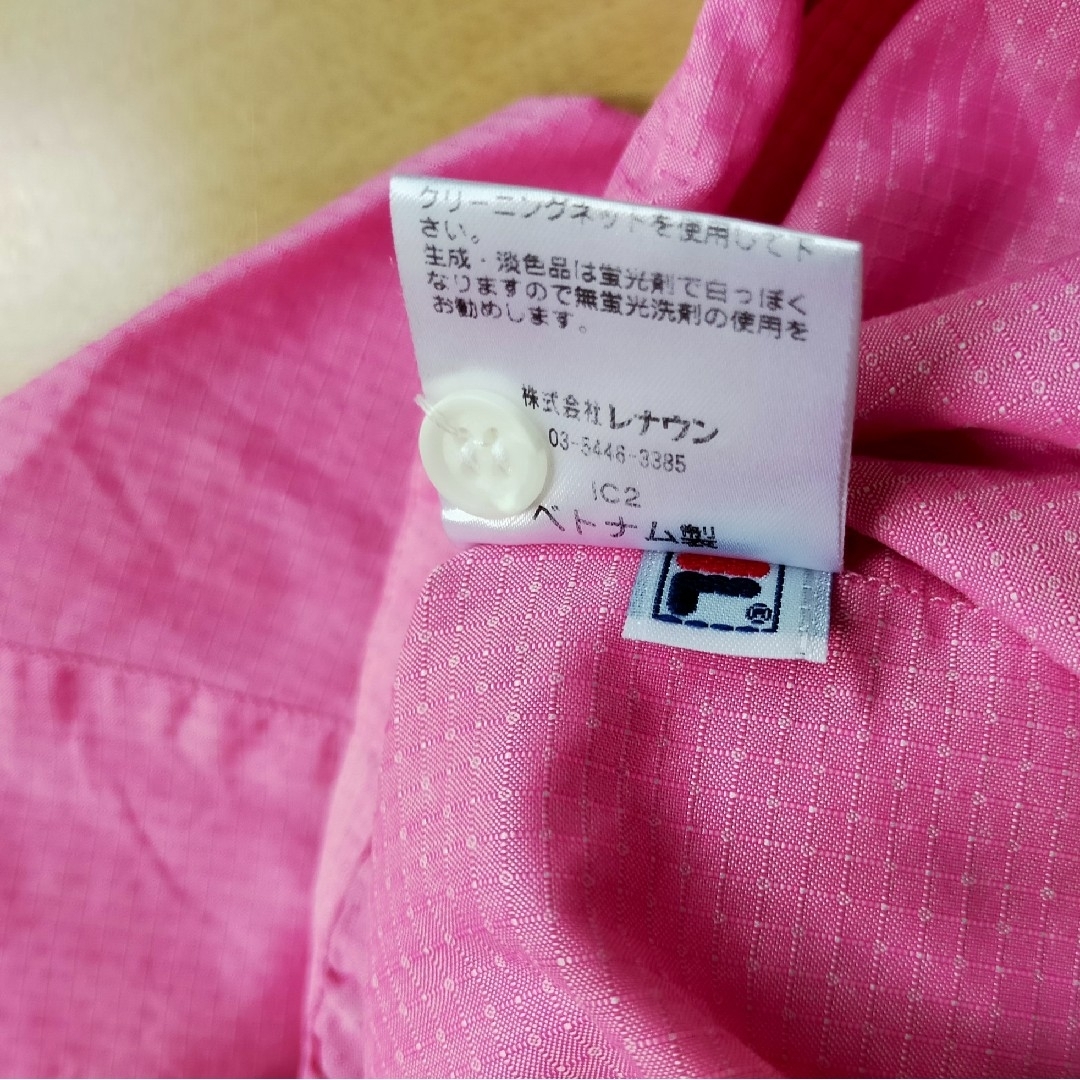 クリーニングネットを使用して下
さい。
生成・淡色品は蛍光剤で白っぽく
なりますので無蛍光洗剤の使用を
お勧めします。
株式会社レナウン
03-5446-3385
IC2
ベトナム製
F
®